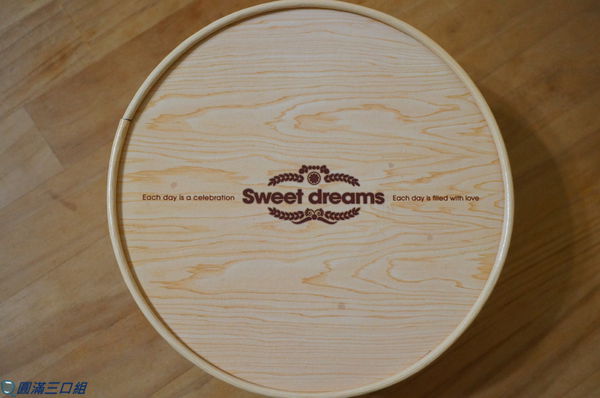 Each day is a celebration Sweet dreams Each day is filled with love
圓滿三口組